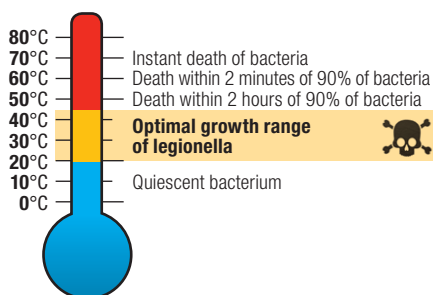 80°C
70°C Instant death of bacteria
60°C Death within 2 minutes of 90% of bacteria
50°C Death within 2 hours of 90% of bacteria
40°C Optimal growth range
30°C of legionella
20°C
10°C Quiescent bacterium
0°C